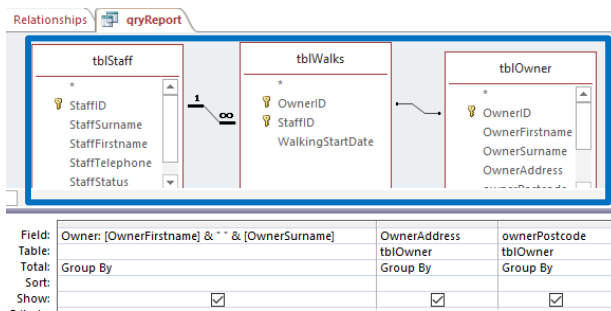 Relationships qryReport
tblStaff
*
StaffID
StaffSurname
StaffFirstname
StaffTelephone
StaffStatus
1 ∞
tblWalks
*
OwnerID
StaffID
WalkingStartDate
tblOwner
*
OwnerID
OwnerFirstname
OwnerSurname
OwnerAddress
ownerPostcode
Field: Owner: [OwnerFirstname] & " " & [OwnerSurname] OwnerAddress ownerPostcode
Table: tblOwner tblOwner
Total: Group By Group By Group By
Sort:
Show: